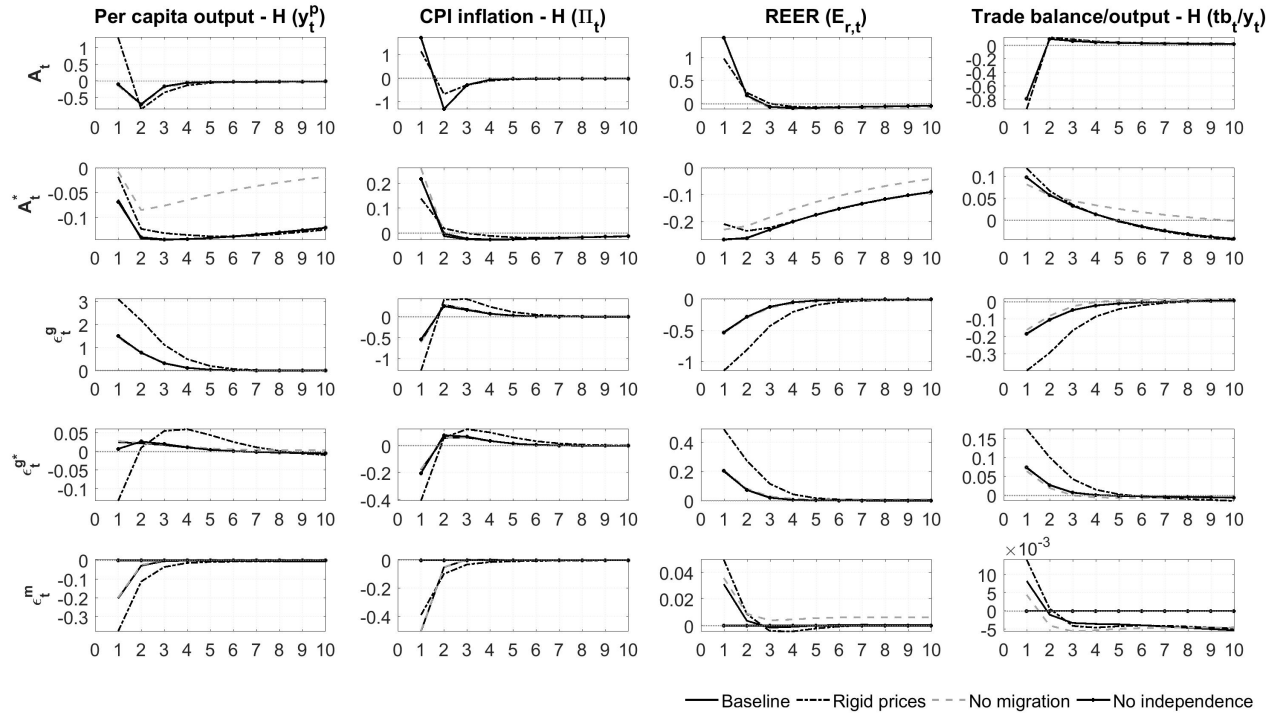 Per capita output - H (y_t^p) CPI inflation - H (Π_t) REER (E_r,t) Trade balance/output - H (tb_t/y_t)
A_t
1 0.5 0 -0.5
1 0 -1
1 0.5 0
0 -0.2 -0.4 -0.6 -0.8
0 1 2 3 4 5 6 7 8 9 10 0 1 2 3 4 5 6 7 8 9 10 0 1 2 3 4 5 6 7 8 9 10 0 1 2 3 4 5 6 7 8 9 10
A_t^*
0 -0.05 -0.1
0.2 0.1 0
0 -0.1 -0.2
0.1 0.05 0
0 1 2 3 4 5 6 7 8 9 10 0 1 2 3 4 5 6 7 8 9 10 0 1 2 3 4 5 6 7 8 9 10 0 1 2 3 4 5 6 7 8 9 10
ϵ_t^g
3 2 1 0
0 -0.5 -1
0 -0.5 -1
0 -0.1 -0.2 -0.3
0 1 2 3 4 5 6 7 8 9 10 0 1 2 3 4 5 6 7 8 9 10 0 1 2 3 4 5 6 7 8 9 10 0 1 2 3 4 5 6 7 8 9 10
ϵ_t^g*
0.05 0 -0.05 -0.1
0 -0.2 -0.4
0.4 0.2 0
0.15 0.1 0.05 0
0 1 2 3 4 5 6 7 8 9 10 0 1 2 3 4 5 6 7 8 9 10 0 1 2 3 4 5 6 7 8 9 10 0 1 2 3 4 5 6 7 8 9 10
ϵ_t^m
0 -0.1 -0.2 -0.3
0 -0.2 -0.4
0.04 0.02 0
×10^-3
10 5 0 -5
0 1 2 3 4 5 6 7 8 9 10 0 1 2 3 4 5 6 7 8 9 10 0 1 2 3 4 5 6 7 8 9 10 0 1 2 3 4 5 6 7 8 9 10
Baseline Rigid prices No migration No independence